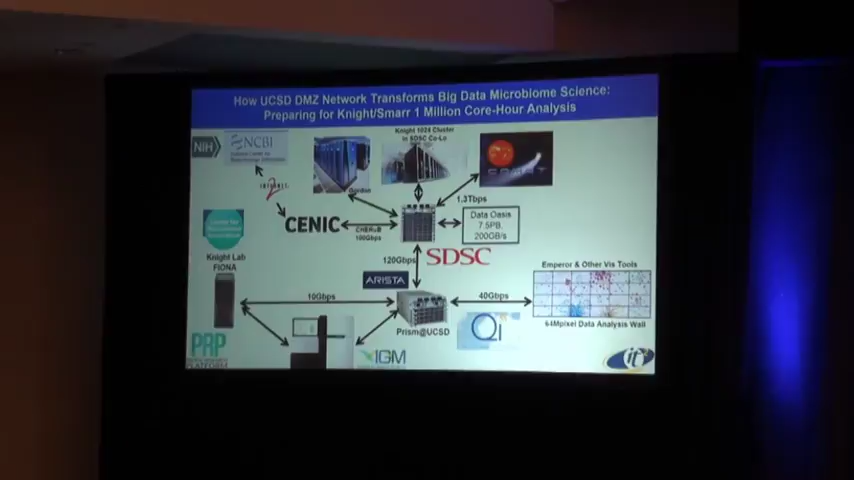 How UCSD DMZ Network Transforms Big Data Microbiome Science:
Preparing for Knight/Smarr 1 Million Core-Hour Analysis
NIH
NCBI
Knight 1024 Cluster
in SDSC Co-Lo
Gordon
1.3Tbps
CENIC
CHERuB
100Gbps
Data Oasis
7.5PB,
200GB/s
Knight Lab
FIONA
120Gbps
SDSC
ARISTA
Emperor & Other Vis Tools
10Gbps
40Gbps
Prism@UCSD
64Mpixel Data Analysis Wall
PRP
PLATFORM
IGM